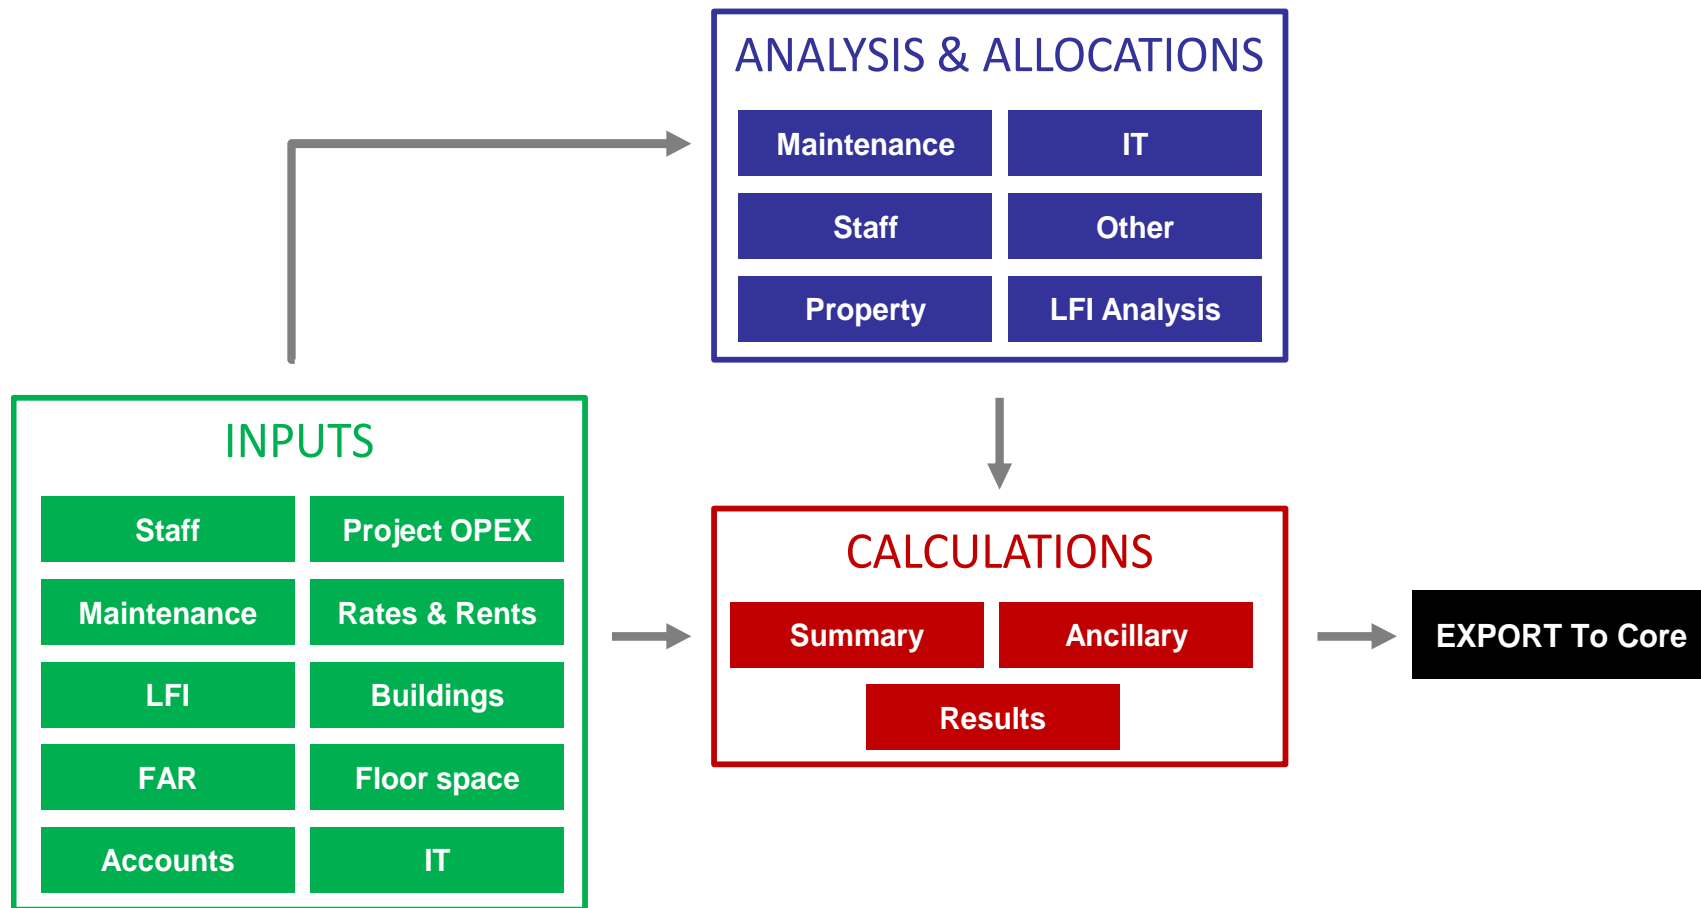 ANALYSIS & ALLOCATIONS
Maintenance
IT
Staff
Other
Property
LFI Analysis
INPUTS
Staff
Project OPEX
Maintenance
Rates & Rents
LFI
Buildings
FAR
Floor space
Accounts
IT
CALCULATIONS
Summary
Ancillary
Results
EXPORT To Core